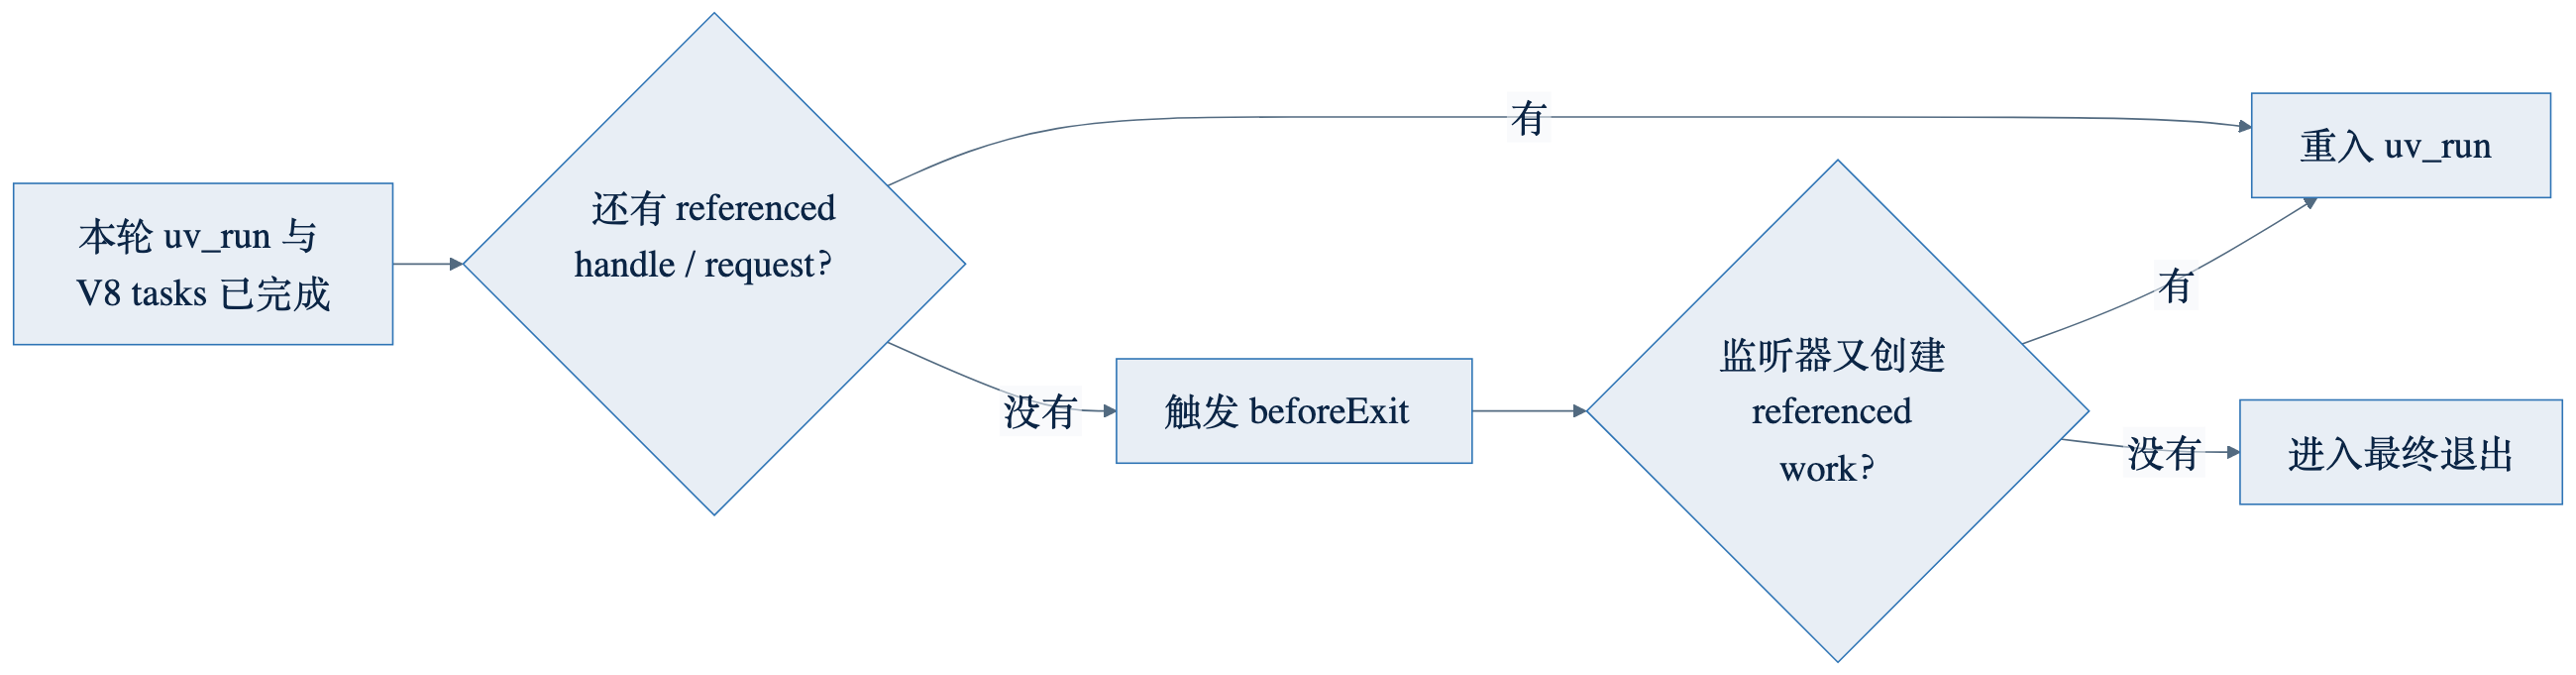 本轮 uv_run 与
V8 tasks 已完成
还有 referenced
handle / request?
有
没有
触发 beforeExit
监听器又创建
referenced
work?
有
没有
重入 uv_run
进入最终退出